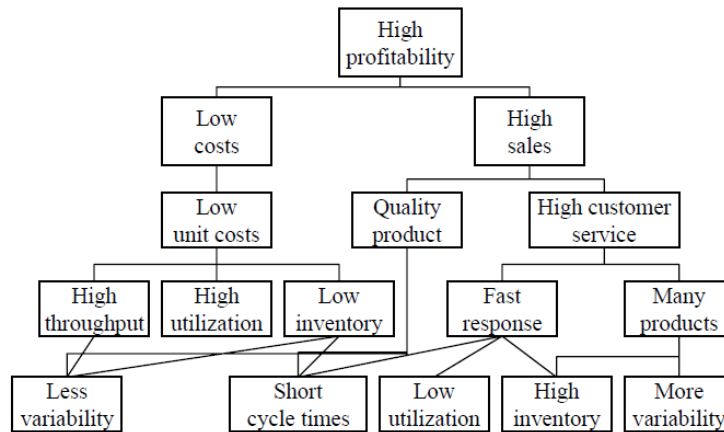 High
profitability
Low
costs
High
sales
Low
unit costs
Quality
product
High customer
service
High
throughput
High
utilization
Low
inventory
Fast
response
Many
products
Less
variability
Short
cycle times
Low
utilization
High
inventory
More
variability